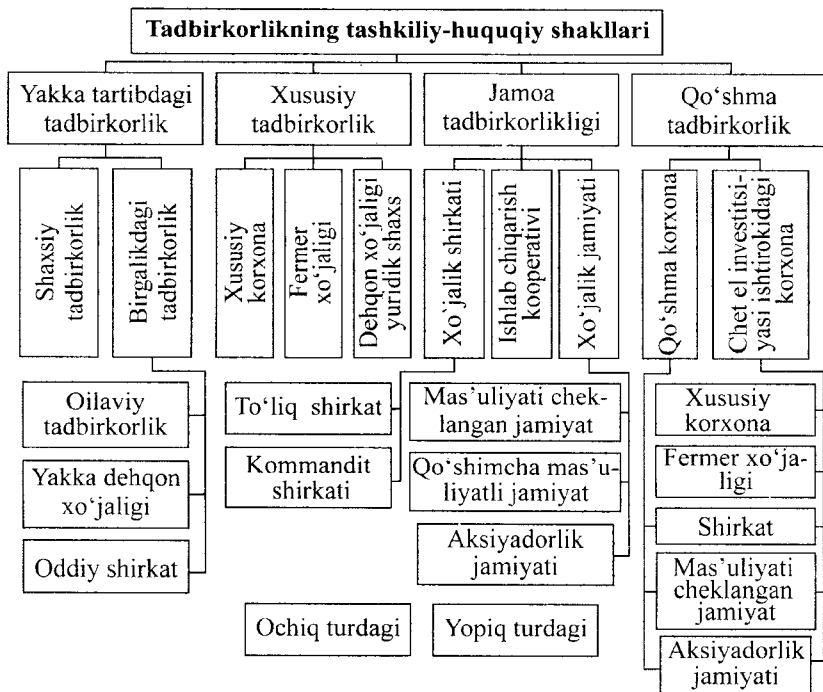 Tadbirkorlikning tashkiliy-huquqiy shakllari
Yakka tartibdagi
tadbirkorlik
Xususiy
tadbirkorlik
Jamoa
tadbirkorlikligi
Qo‘shma
tadbirkorlik
Shaxsiy
tadbirkorlik
Birgalikdagi
tadbirkorlik
Xususiy
korxona
Fermer
xo‘jaligi
Dehqon xo‘jaligi
yuridik shaxs
Xo`jalik shirkati
Ishlab chiqarish
kooperativi
Xo‘jalik jamiyati
Qo‘shma korxona
Chet el investitsi-
yasi ishtirokidagi
korxona
Oilaviy
tadbirkorlik
Yakka dehqon
xo‘jaligi
Oddiy shirkat
To‘liq shirkat
Kommandit
shirkati
Mas’uliyati chek-
langan jamiyat
Qo‘shimcha mas’u-
liyatli jamiyat
Aksiyadorlik
jamiyati
Ochiq turdagi
Yopiq turdagi
Xususiy
korxona
Fermer xo‘ja-
ligi
Shirkat
Mas’uliyati
cheklangan
jamiyat
Aksiyadorlik
jamiyati